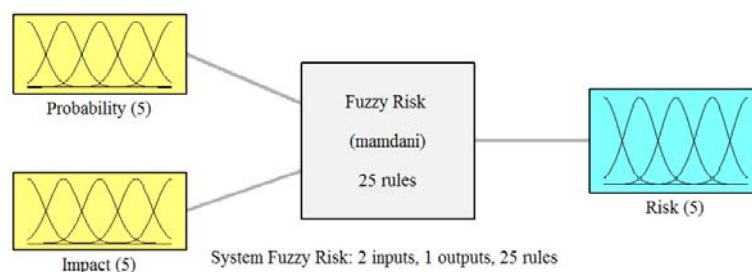 Probability (5)
Impact (5)
Fuzzy Risk
(mamdani)
25 rules
Risk (5)
System Fuzzy Risk: 2 inputs, 1 outputs, 25 rules